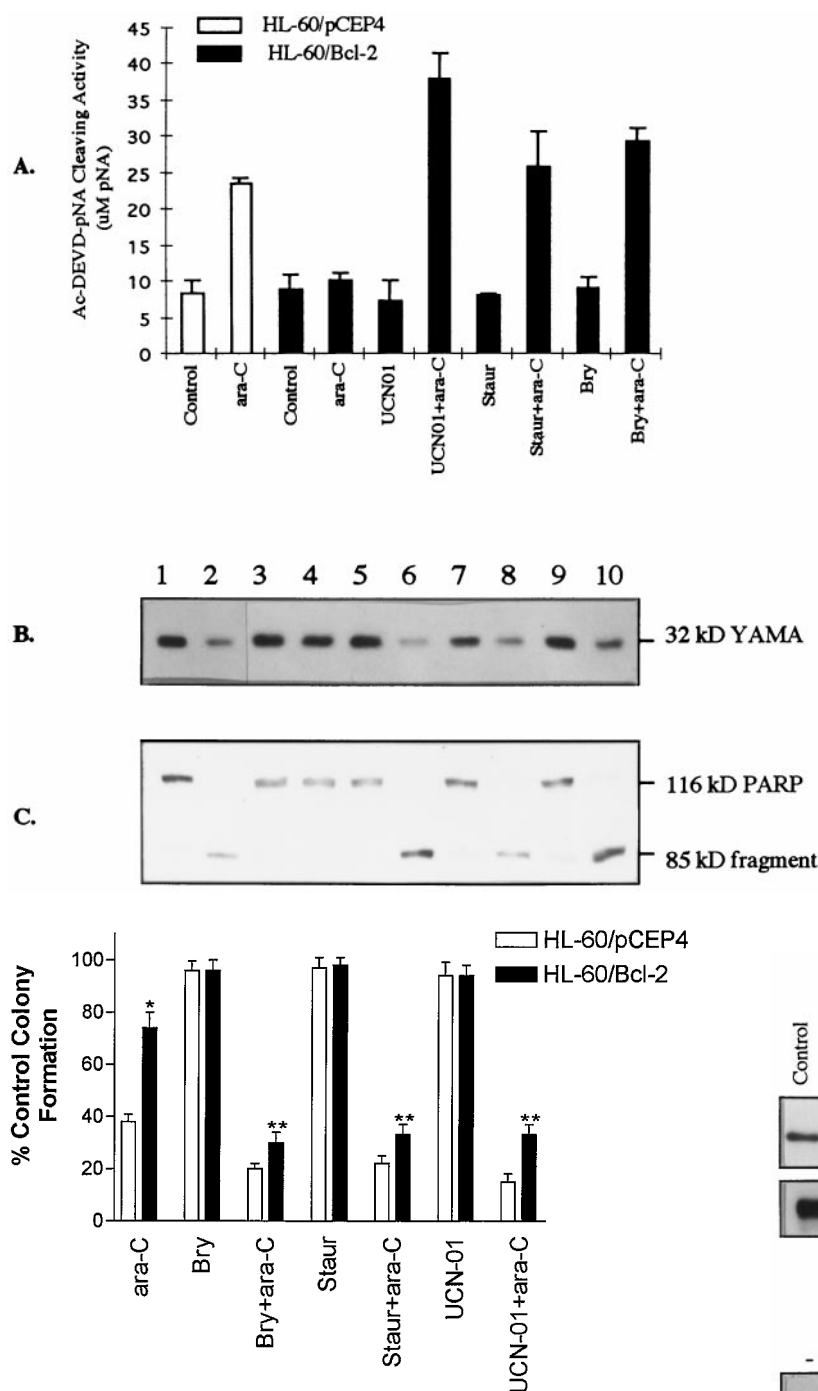 HL-60/pCEP4
HL-60/Bcl-2
A.
Ac-DEVD-pNA Cleaving Activity
(uM pNA)
45
40
35
30
25
20
15
10
5
0
Control
ara-C
Control
ara-C
UCN01
UCN01+ara-C
Staur
Staur+ara-C
Bry
Bry+ara-C
1 2 3 4 5 6 7 8 9 10
B.
32 kD YAMA
C.
116 kD PARP
85 kD fragment
HL-60/pCEP4
HL-60/Bcl-2
% Control Colony
Formation
100
80
60
40
20
0
*
**
**
**
ara-C
Bry
Bry+ara-C
Staur
Staur+ara-C
UCN-01
UCN-01+ara-C
Control
-